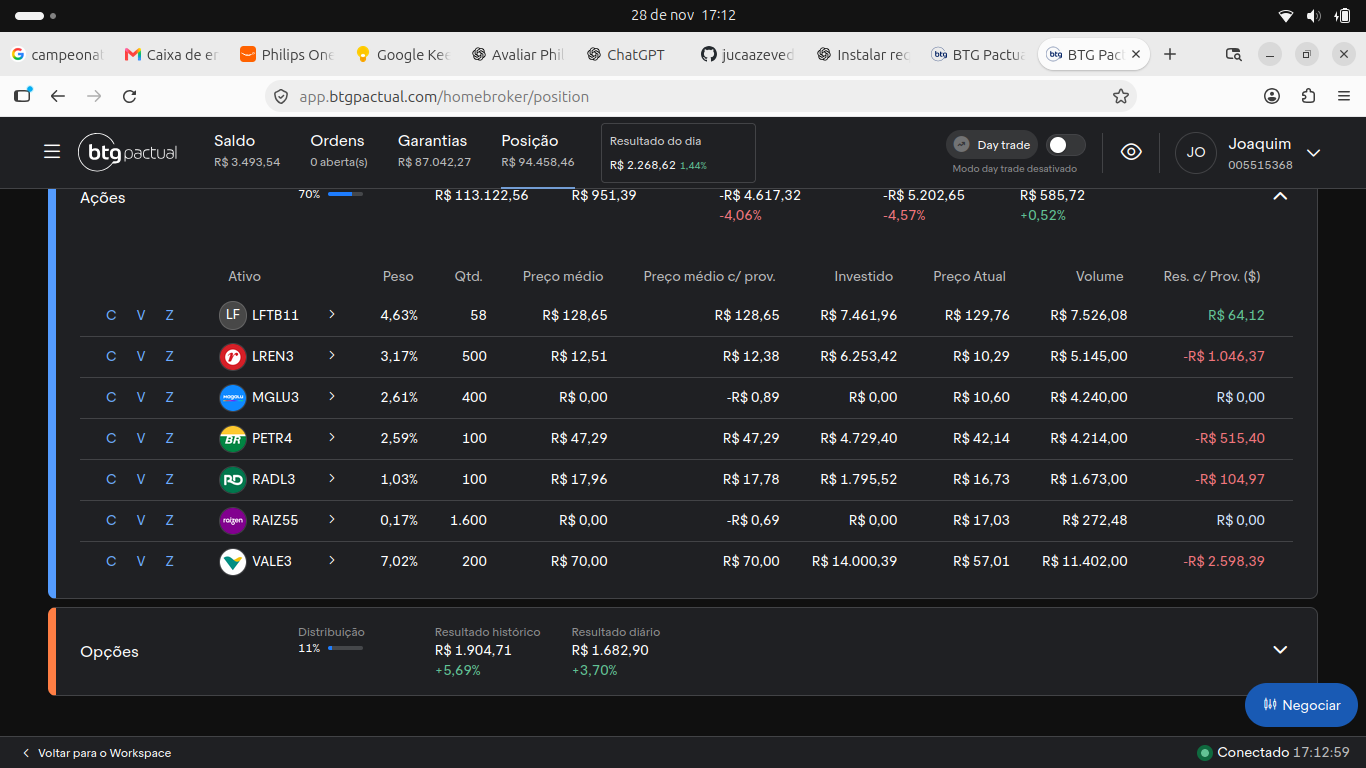 28 de nov 17:12
campeonat
Caixa de er
Philips One
Google Kee
Avaliar Phil
ChatGPT
jucaazeved
Instalar rec
BTG Pactua
BTG Pact
app.btgpactual.com/homebroker/position
btg pactual
Saldo
R$ 3.493,54
Ordens
0 aberta(s)
Garantias
R$ 87.042,27
Posição
R$ 94.458,46
Resultado do dia
R$ 2.268,62 1,44%
Day trade
Modo day trade desativado
JO
Joaquim
005515368
Ações 70% R$ 113.122,56 R$ 951,39 -R$ 4.617,32 -R$ 5.202,65 R$ 585,72
-4,06% -4,57% +0,52%
Ativo Peso Qtd. Preço médio Preço médio c/ prov. Investido Preço Atual Volume Res. c/ Prov. ($)
C V Z LF LFTB11 4,63% 58 R$ 128,65 R$ 128,65 R$ 7.461,96 R$ 129,76 R$ 7.526,08 R$ 64,12
C V Z LREN3 3,17% 500 R$ 12,51 R$ 12,38 R$ 6.253,42 R$ 10,29 R$ 5.145,00 -R$ 1.046,37
C V Z Magalu MGLU3 2,61% 400 R$ 0,00 -R$ 0,89 R$ 0,00 R$ 10,60 R$ 4.240,00 R$ 0,00
C V Z BR PETR4 2,59% 100 R$ 47,29 R$ 47,29 R$ 4.729,40 R$ 42,14 R$ 4.214,00 -R$ 515,40
C V Z RD RADL3 1,03% 100 R$ 17,96 R$ 17,78 R$ 1.795,52 R$ 16,73 R$ 1.673,00 -R$ 104,97
C V Z raízen RAIZ55 0,17% 1.600 R$ 0,00 -R$ 0,69 R$ 0,00 R$ 17,03 R$ 272,48 R$ 0,00
C V Z VALE3 7,02% 200 R$ 70,00 R$ 70,00 R$ 14.000,39 R$ 57,01 R$ 11.402,00 -R$ 2.598,39
Distribuição Resultado histórico Resultado diário
Opções 11% R$ 1.904,71 R$ 1.682,90
+5,69% +3,70%
Negociar
Voltar para o Workspace
Conectado 17:12:59